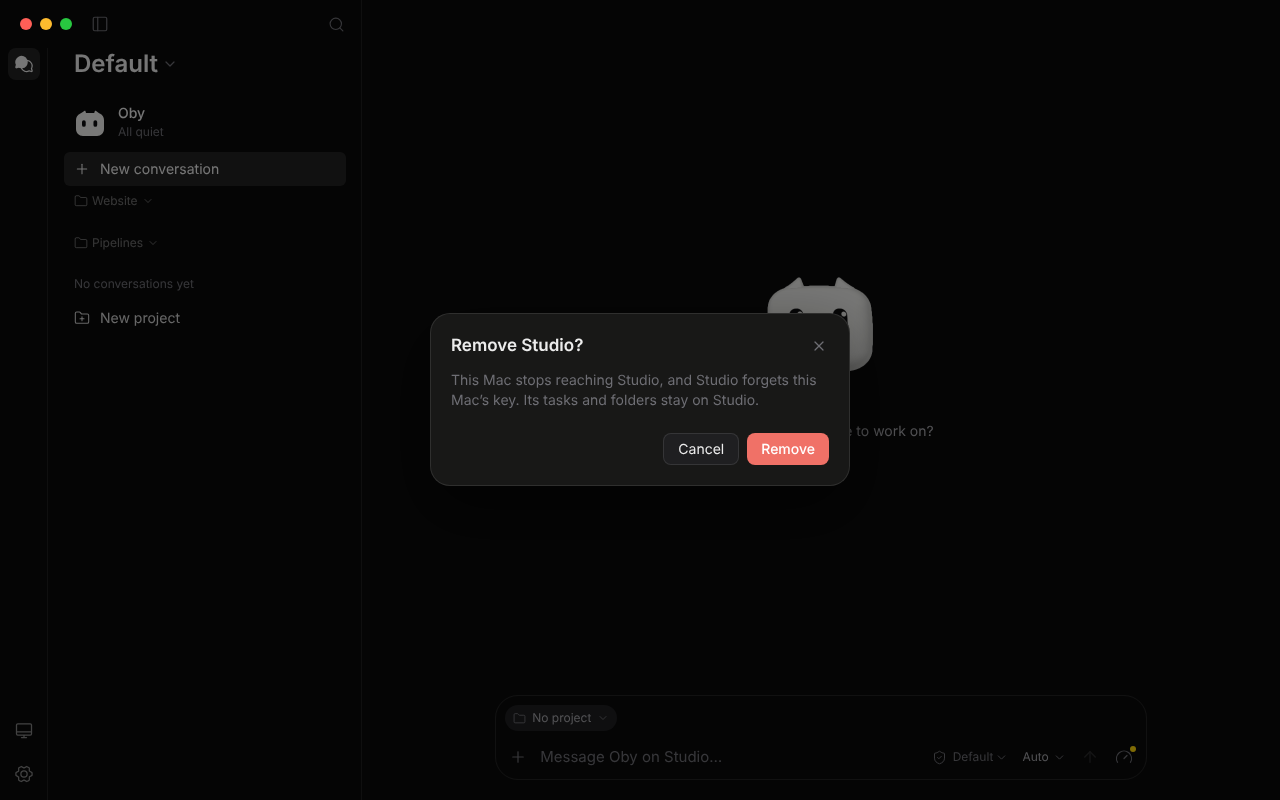 Default
Oby
All quiet
New conversation
Website
Pipelines
No conversations yet
New project
Remove Studio?
This Mac stops reaching Studio, and Studio forgets this
Mac’s key. Its tasks and folders stay on Studio.
Cancel
Remove
to work on?
No project
Message Oby on Studio...
Default
Auto